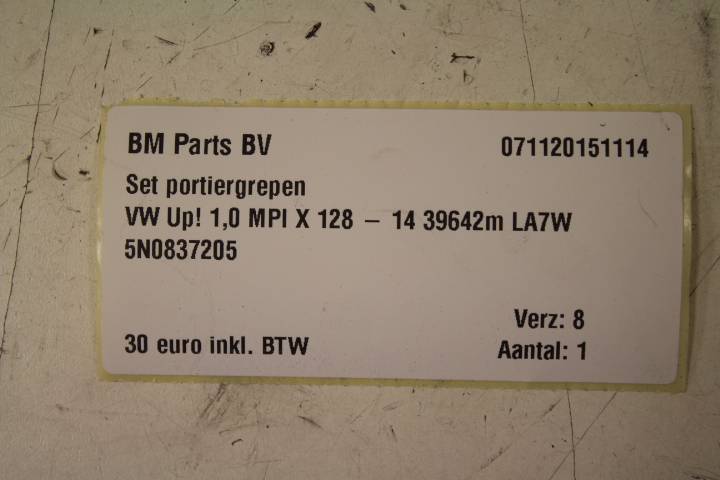 BM Parts BV 071120151114
Set portiergrepen
VW Up! 1,0 MPI X 128 – 14 39642m LA7W
5N0837205
Verz: 8
30 euro inkl. BTW Aantal: 1